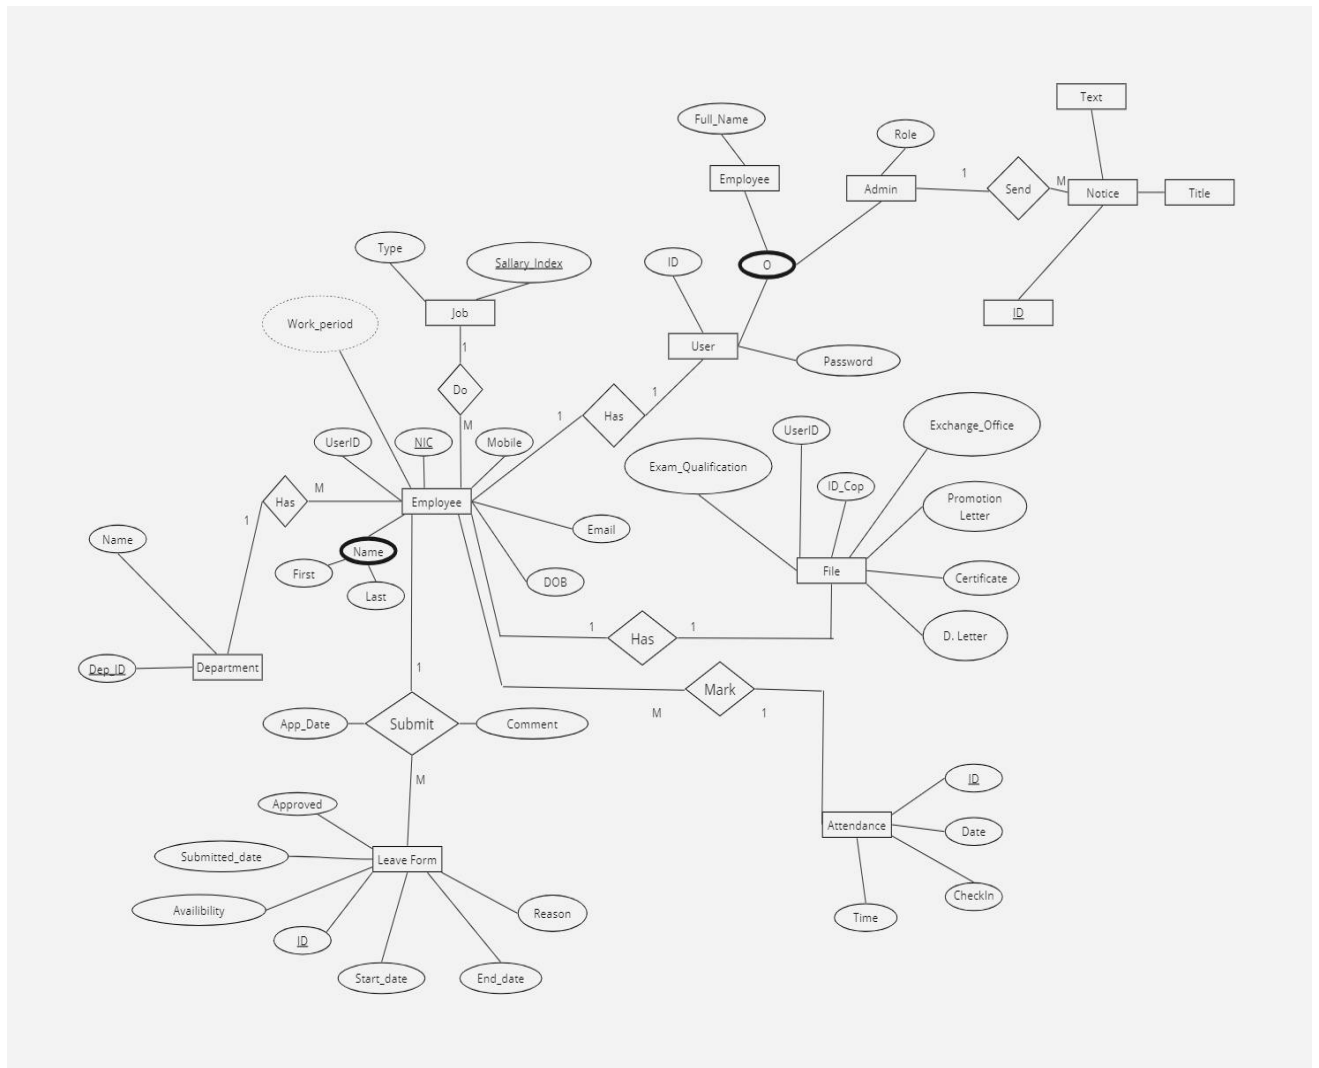 Text
Full_Name
Role
Employee
Admin
1
Send
M
Notice
Title
Type
Sallary_Index
ID
O
ID
Work_period
Job
User
1
Password
Do
1
Has
1
M
UserID
NIC
Mobile
UserID
Exchange_Office
Exam_Qualification
ID_Cop
Promotion
Letter
Has
M
1
Employee
Email
Name
Name
First
Last
DOB
File
Certificate
D. Letter
1
Has
1
Dep_ID
Department
1
Mark
M
1
App_Date
Submit
Comment
M
ID
Approved
Attendance
Date
Submitted_date
Leave Form
CheckIn
Availibility
Reason
Time
ID
Start_date
End_date